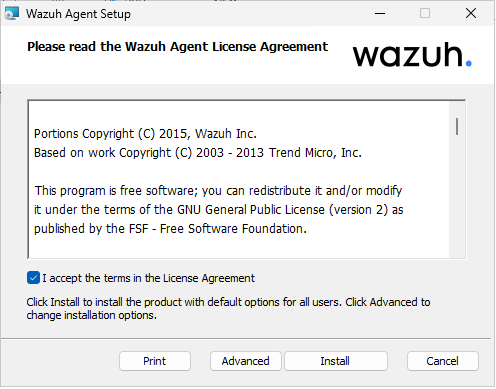 Wazuh Agent Setup
Please read the Wazuh Agent License Agreement
wazuh.
Portions Copyright (C) 2015, Wazuh Inc.
Based on work Copyright (C) 2003 - 2013 Trend Micro, Inc.
This program is free software; you can redistribute it and/or modify
it under the terms of the GNU General Public License (version 2) as
published by the FSF - Free Software Foundation.
I accept the terms in the License Agreement
Click Install to install the product with default options for all users. Click Advanced to
change installation options.
Print Advanced Install Cancel